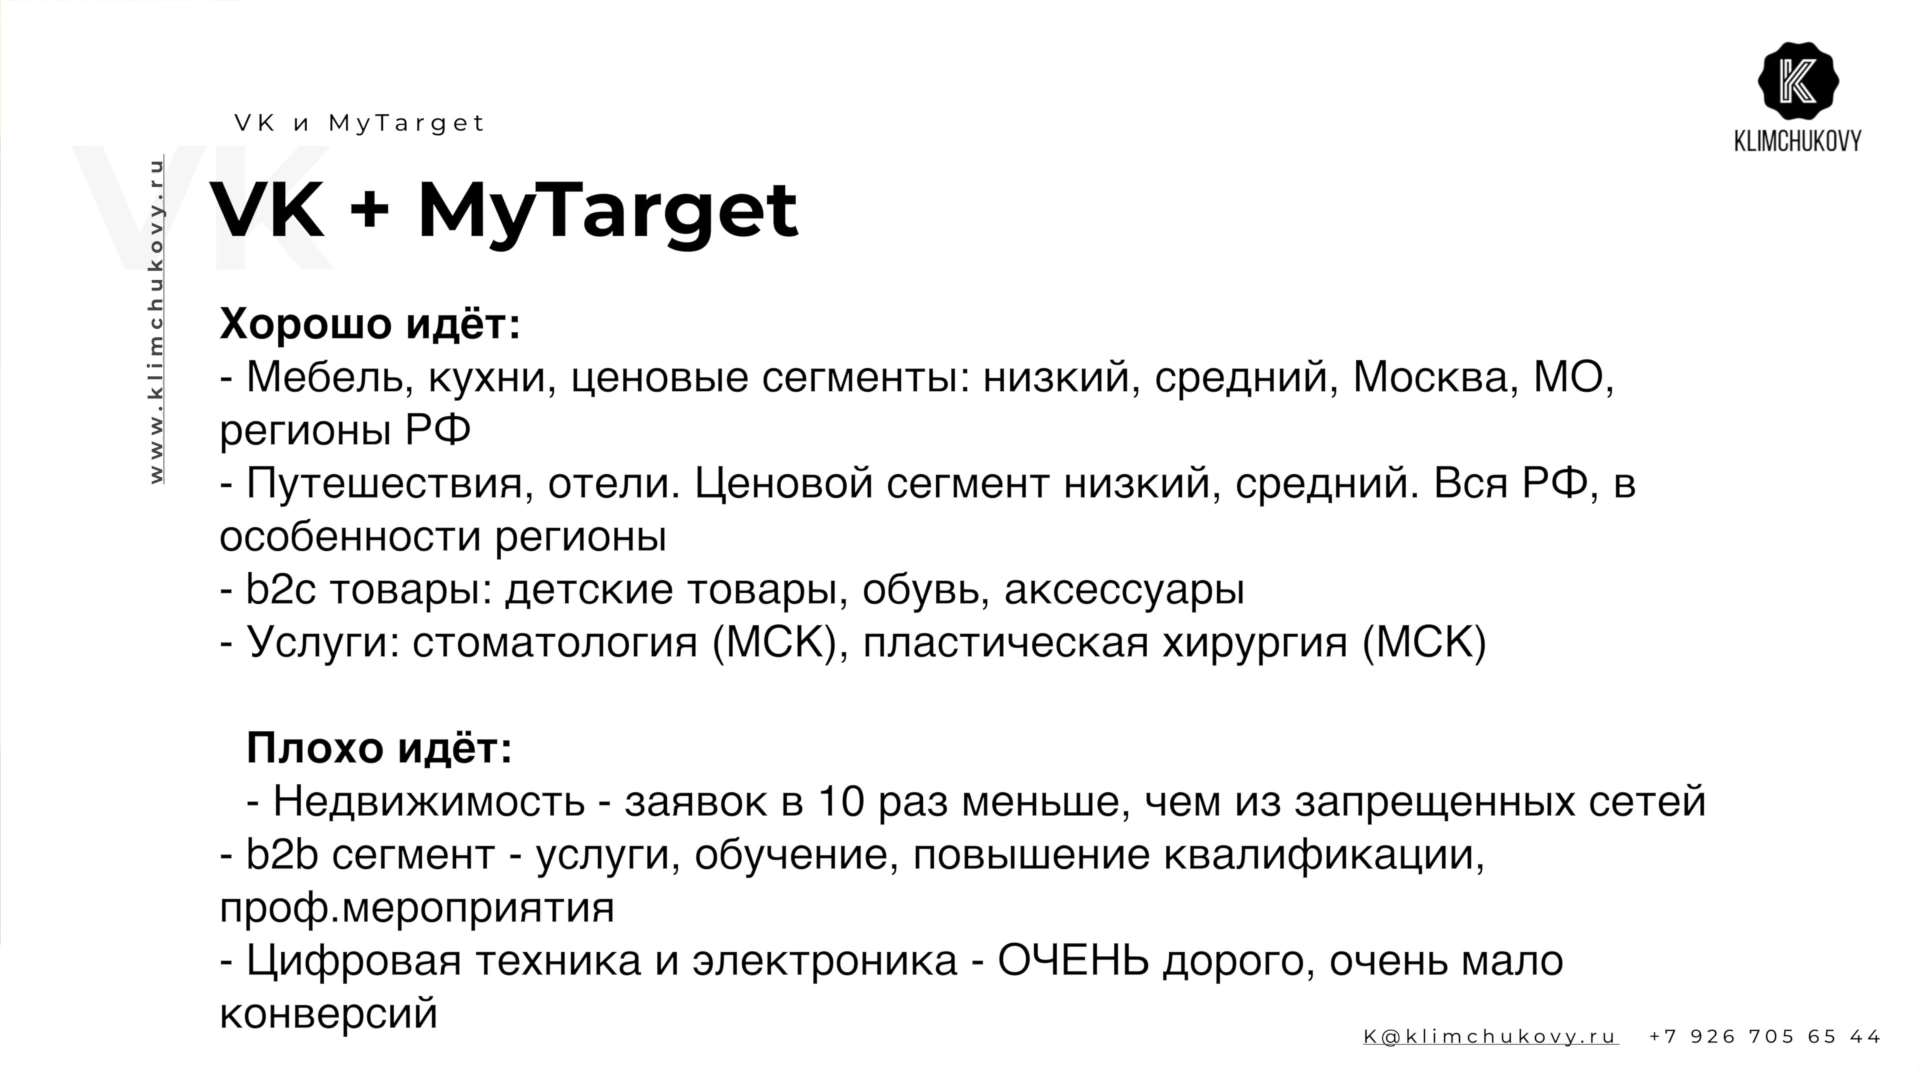 VK и MyTarget
KLIMCHUKOVY
VK
www.klimchukovy.ru
VK + MyTarget
Хорошо идёт:
- Мебель, кухни, ценовые сегменты: низкий, средний, Москва, МО,
регионы РФ
- Путешествия, отели. Ценовой сегмент низкий, средний. Вся РФ, в
особенности регионы
- b2c товары: детские товары, обувь, аксессуары
- Услуги: стоматология (МСК), пластическая хирургия (МСК)
Плохо идёт:
- Недвижимость - заявок в 10 раз меньше, чем из запрещенных сетей
- b2b сегмент - услуги, обучение, повышение квалификации,
проф.мероприятия
- Цифровая техника и электроника - ОЧЕНЬ дорого, очень мало
конверсий
K@klimchukovy.ru +7 926 705 65 44